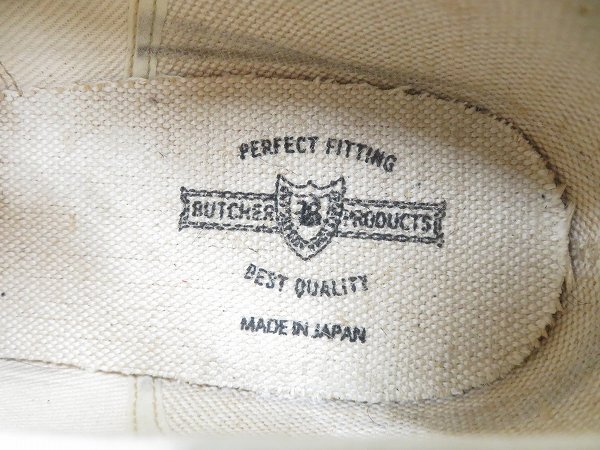 PERFECT FITTING
BUTCHER B PRODUCTS
BEST QUALITY
MADE IN JAPAN